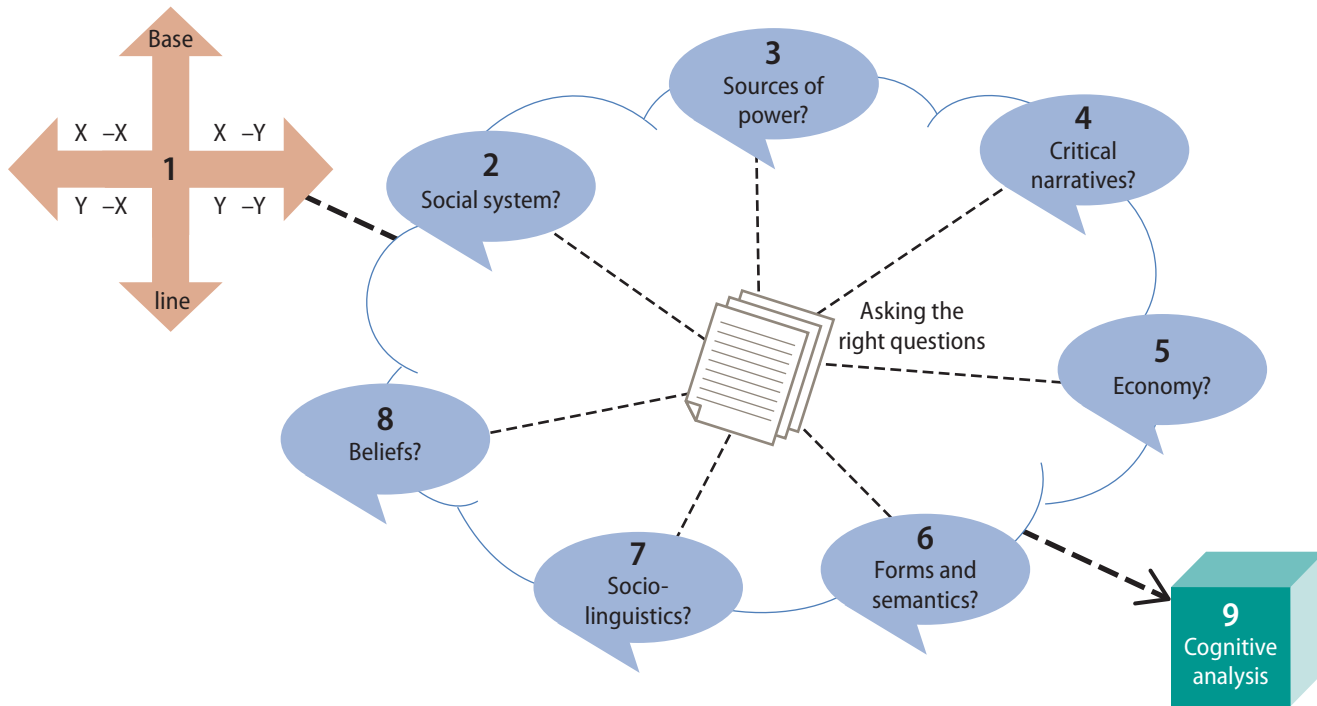 Base
X –X X –Y
1
Y –X Y –Y
line
2
Social system?
3
Sources of
power?
4
Critical
narratives?
Asking the
right questions
5
Economy?
6
Forms and
semantics?
7
Socio-
linguistics?
8
Beliefs?
9
Cognitive
analysis